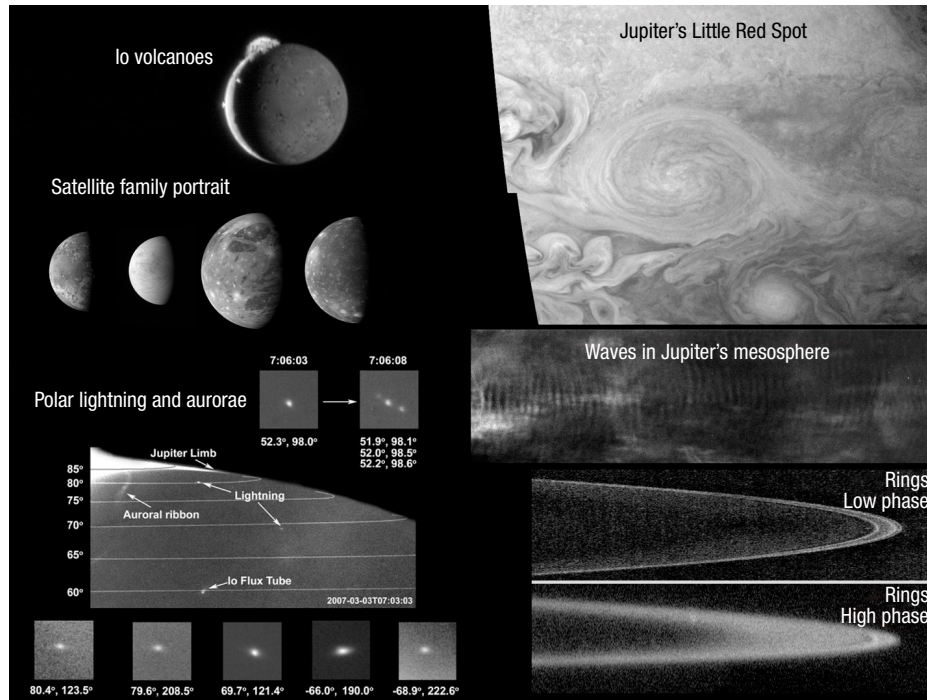 Io volcanoes
Jupiter's Little Red Spot
Satellite family portrait
Waves in Jupiter's mesosphere
Polar lightning and aurorae
7:06:03
7:06:08
52.3°, 98.0°
51.9°, 98.1°
52.0°, 98.5°
52.2°, 98.6°
Jupiter Limb
85°
80°
75°
70°
65°
60°
Lightning
Auroral ribbon
Io Flux Tube
2007-03-03T07:03:03
80.4°, 123.5°
79.6°, 208.5°
69.7°, 121.4°
-66.0°, 190.0°
-68.9°, 222.6°
Rings
Low phase
Rings
High phase